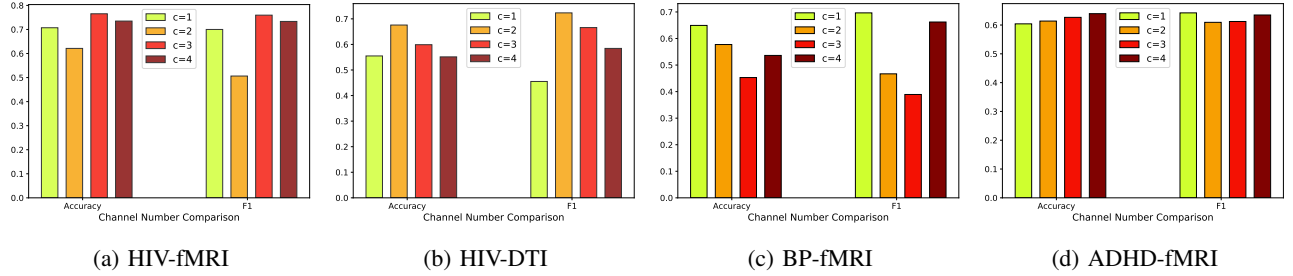 0.8
0.7
0.6
0.5
0.4
0.3
0.2
0.1
0.0
c=1
c=2
c=3
c=4
Accuracy
F1
Channel Number Comparison
(a) HIV-fMRI
0.7
0.6
0.5
0.4
0.3
0.2
0.1
0.0
c=1
c=2
c=3
c=4
Accuracy
F1
Channel Number Comparison
(b) HIV-DTI
0.7
0.6
0.5
0.4
0.3
0.2
0.1
0.0
c=1
c=2
c=3
c=4
Accuracy
F1
Channel Number Comparison
(c) BP-fMRI
0.6
0.5
0.4
0.3
0.2
0.1
0.0
c=1
c=2
c=3
c=4
Accuracy
F1
Channel Number Comparison
(d) ADHD-fMRI